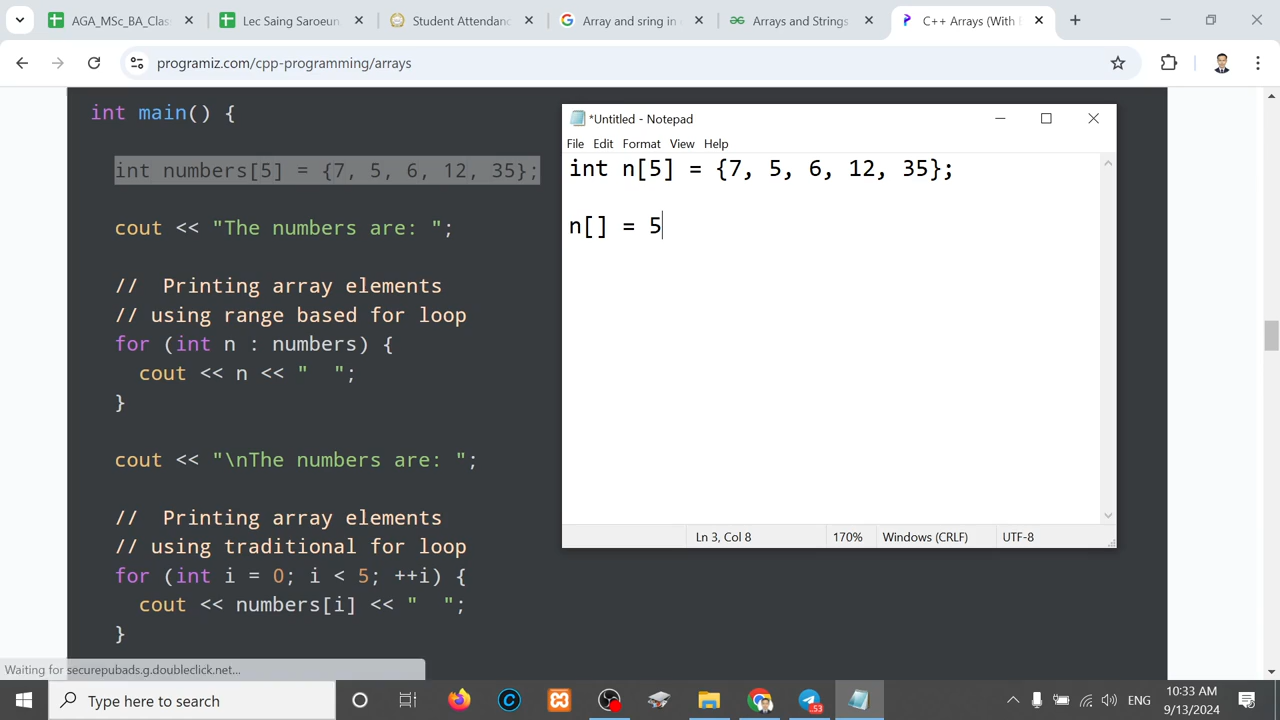 AGA_MSc_BA_Clas
Lec Saing Saroeun
Student Attendanc
Array and sring in
Arrays and Strings
C++ Arrays (With
programiz.com/cpp-programming/arrays
int main() {
int numbers[5] = {7, 5, 6, 12, 35};
cout << "The numbers are: ";
// Printing array elements
// using range based for loop
for (int n : numbers) {
cout << n << "  ";
}
cout << "\nThe numbers are: ";
// Printing array elements
// using traditional for loop
for (int i = 0; i < 5; ++i) {
cout << numbers[i] << "  ";
}
*Untitled - Notepad
File Edit Format View Help
int n[5] = {7, 5, 6, 12, 35};
n[] = 5
Ln 3, Col 8
170%
Windows (CRLF)
UTF-8
Waiting for securepubads.g.doubleclick.net...
Type here to search
.53
ENG
10:33 AM
9/13/2024